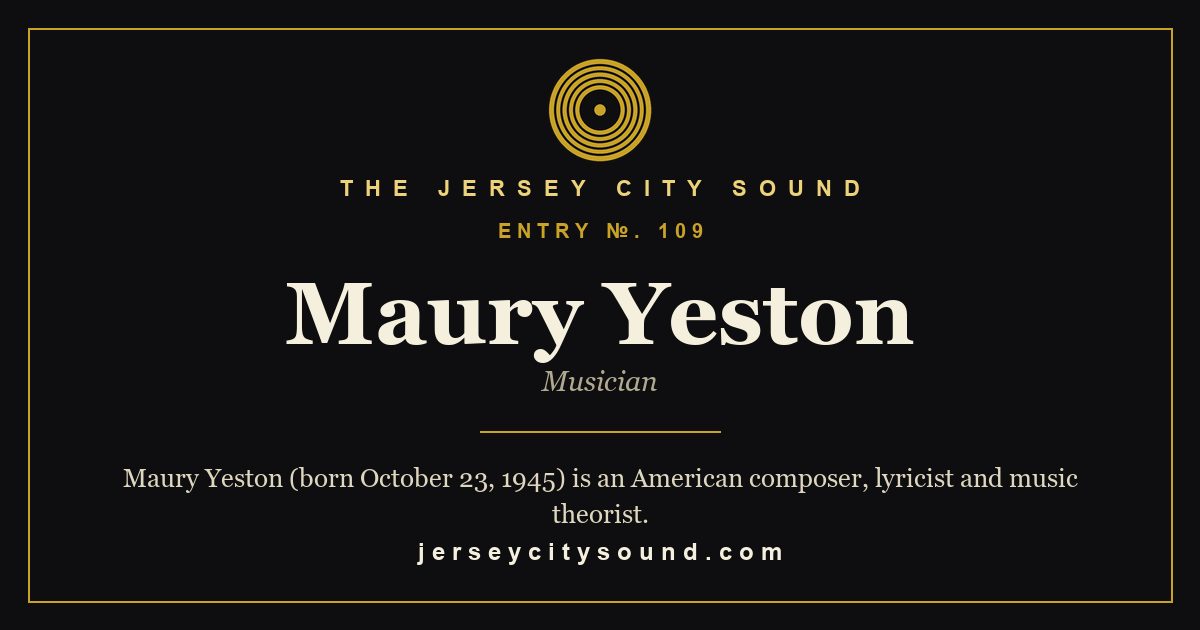 THE JERSEY CITY SOUND
ENTRY №. 109
Maury Yeston
Musician
Maury Yeston (born October 23, 1945) is an American composer, lyricist and music
theorist.
jerseycitysound.com